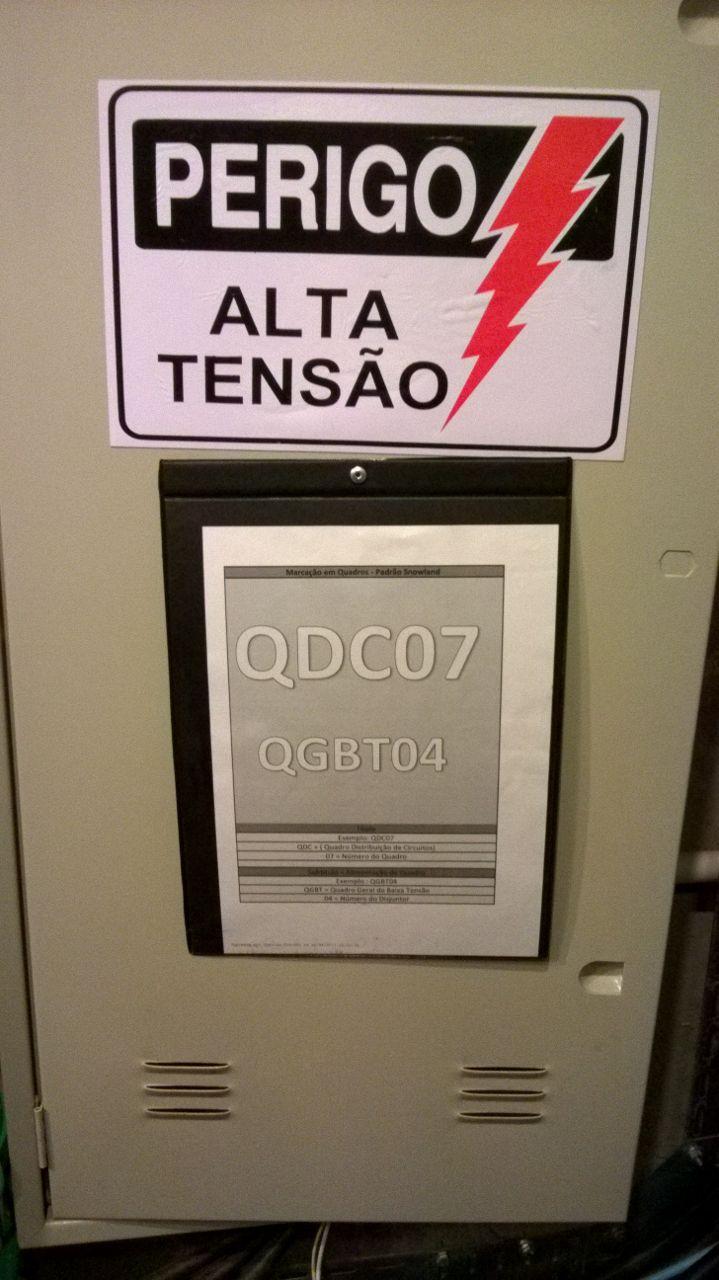 PERIGO
ALTA
TENSÃO
Marcação em Quadros - Padrão Snowland
QDC07
QGBT04
Título
Exemplo: QDC07
QDC = ( Quadro Distribuição de Circuitos)
07 = Número do Quadro
Subtítulo = Alimentação do Quadro
Exemplo : QGBT04
QGBT = Quadro Geral de Baixa Tensão
04 = Número do Disjuntor